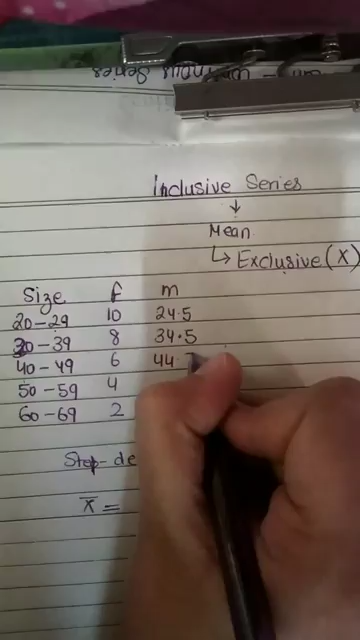 Inclusive Series
↓
Mean
↳ Exclusive (X)
Size f m
20-29 10 24.5
30-39 8 34.5
40-49 6 44.
50-59 4
60-69 2
Step-de
x̄ =